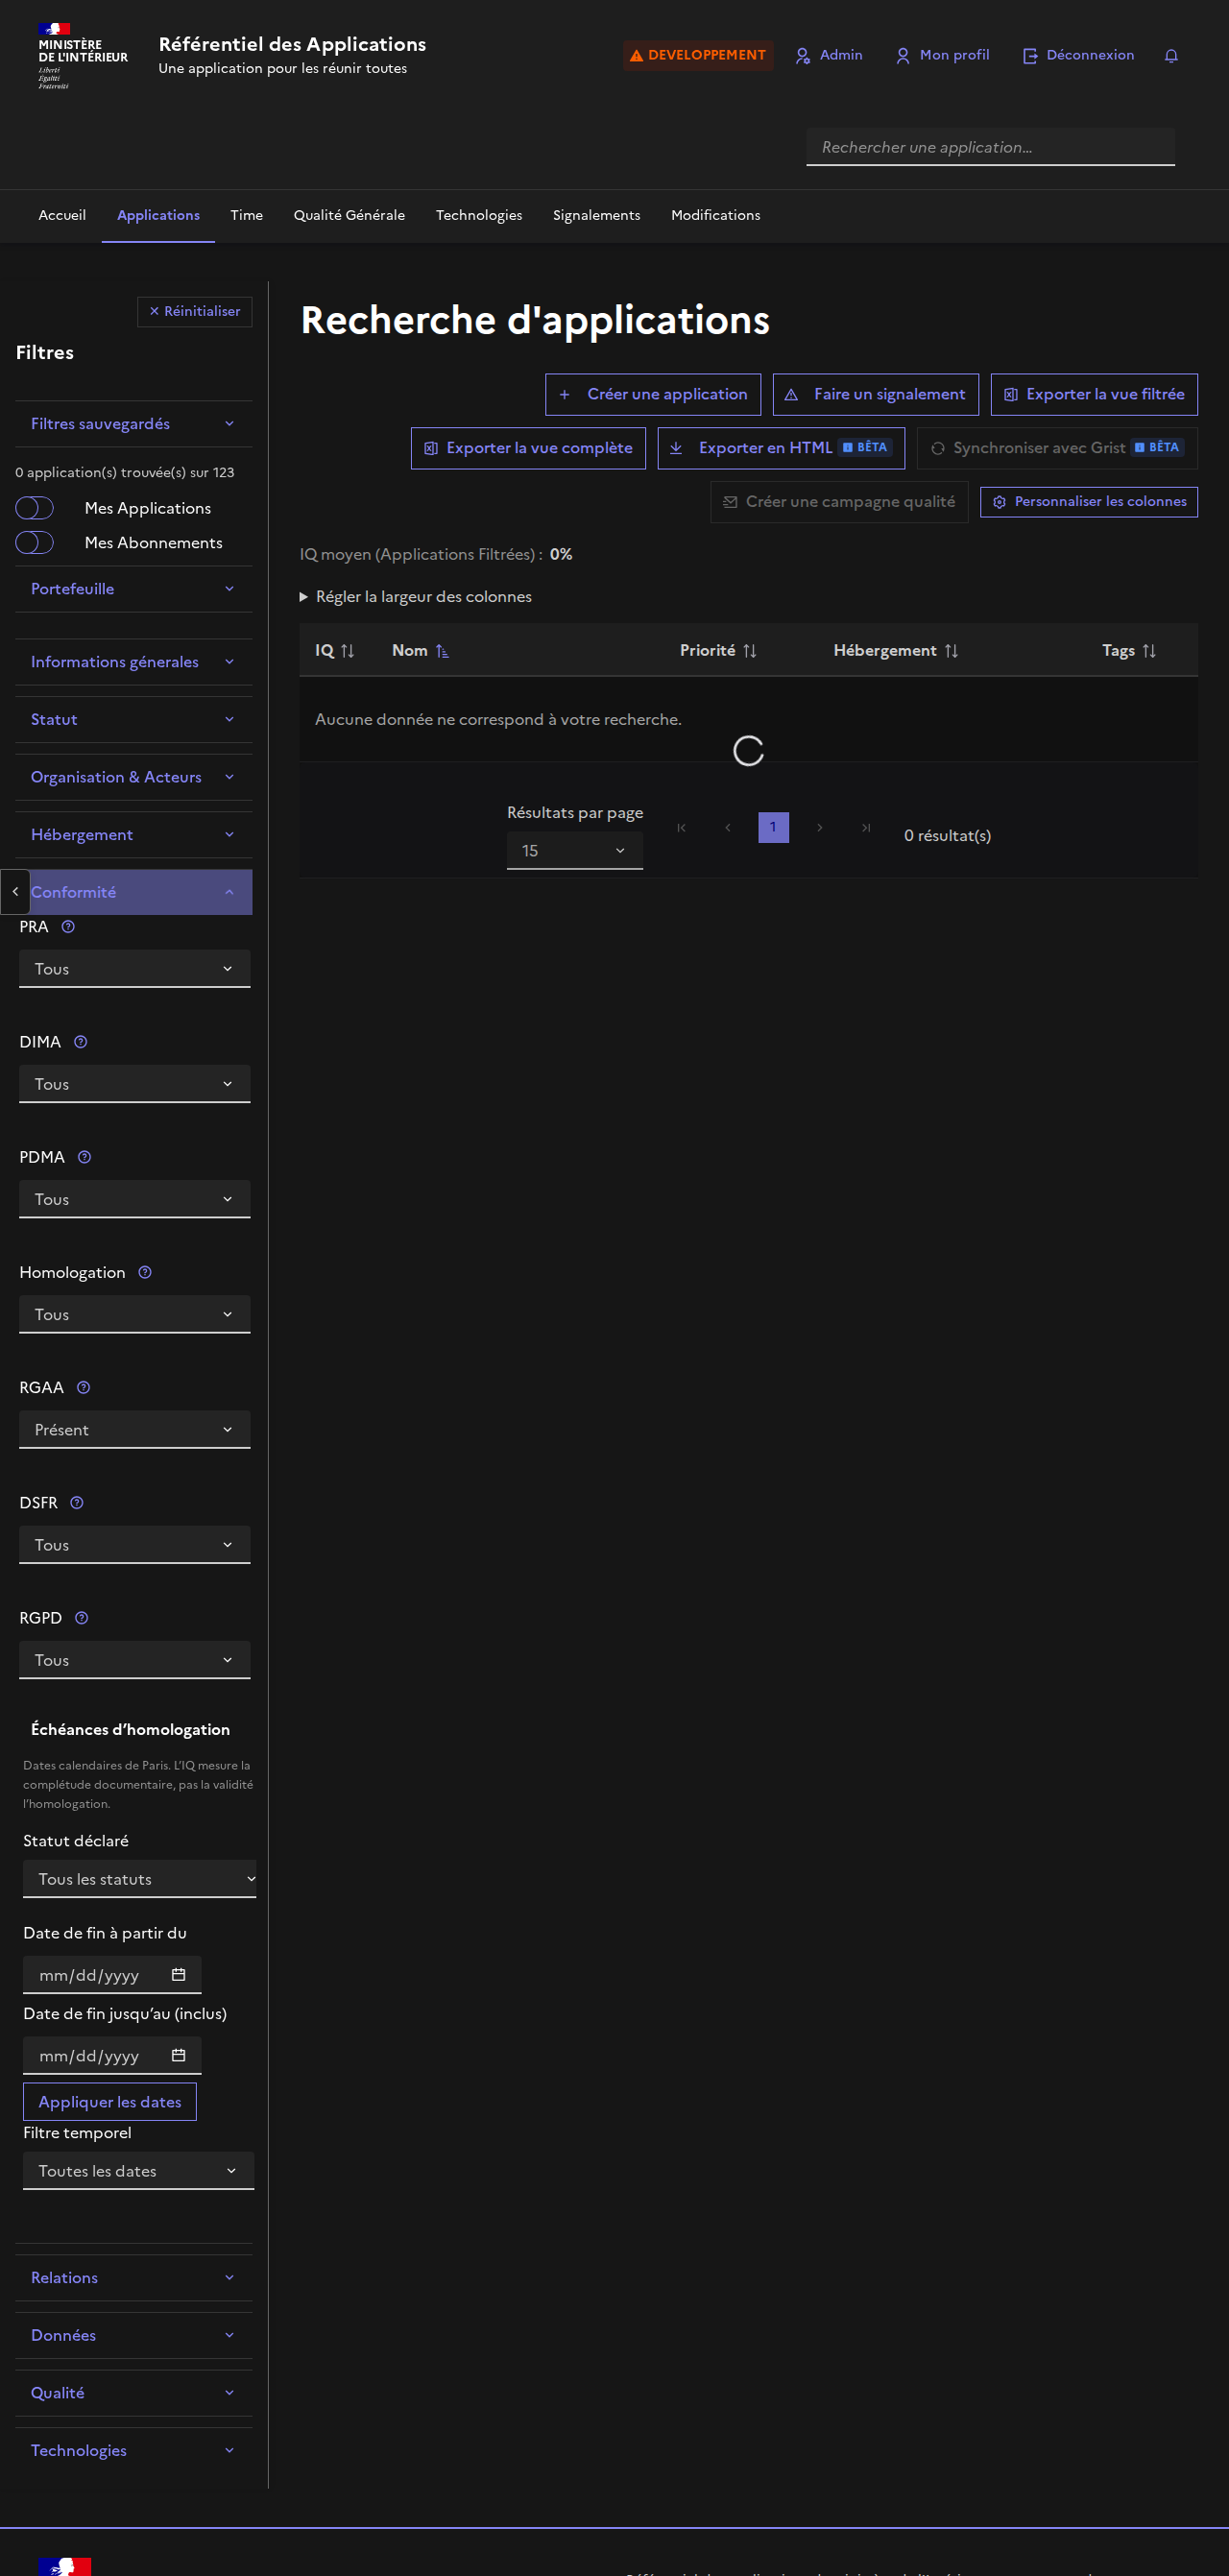 MINISTÈRE
DE L'INTÉRIEUR
Liberté
Égalité
Fraternité
Référentiel des Applications
Une application pour les réunir toutes
DEVELOPPEMENT
Admin
Mon profil
Déconnexion
Rechercher une application...
Accueil
Applications
Time
Qualité Générale
Technologies
Signalements
Modifications
× Réinitialiser
Filtres
Filtres sauvegardés
0 application(s) trouvée(s) sur 123
Mes Applications
Mes Abonnements
Portefeuille
Informations génerales
Statut
Organisation & Acteurs
Hébergement
Conformité
PRA
Tous
DIMA
Tous
PDMA
Tous
Homologation
Tous
RGAA
Présent
DSFR
Tous
RGPD
Tous
Échéances d’homologation
Dates calendaires de Paris. L’IQ mesure la
complétude documentaire, pas la validité
l’homologation.
Statut déclaré
Tous les statuts
Date de fin à partir du
mm/dd/yyyy
Date de fin jusqu’au (inclus)
mm/dd/yyyy
Appliquer les dates
Filtre temporel
Toutes les dates
Relations
Données
Qualité
Technologies
Recherche d'applications
Créer une application
Faire un signalement
Exporter la vue filtrée
Exporter la vue complète
Exporter en HTML BÊTA
Synchroniser avec Grist BÊTA
Créer une campagne qualité
Personnaliser les colonnes
IQ moyen (Applications Filtrées) : 0%
Régler la largeur des colonnes
IQ Nom Priorité Hébergement Tags
Aucune donnée ne correspond à votre recherche.
Résultats par page
15
1
0 résultat(s)